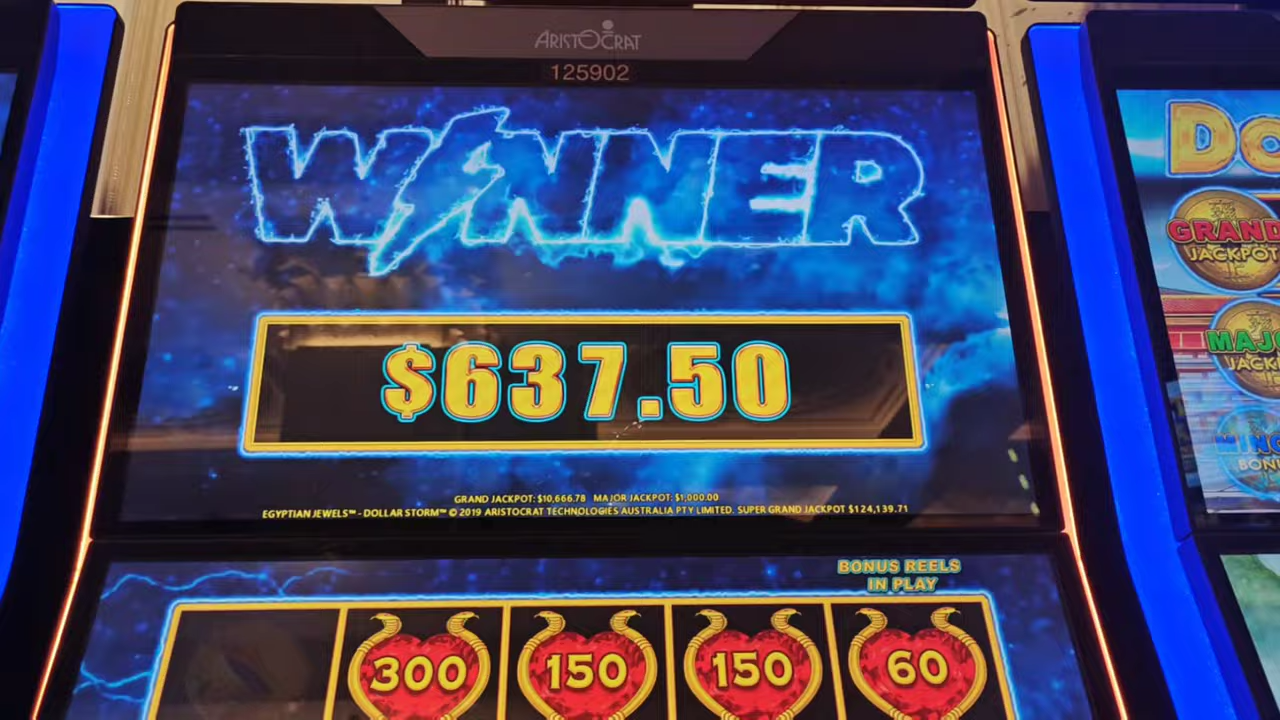 ARISTOCRAT
125902
WINNER
$637.50
GRAND JACKPOT: $10,666.78 MAJOR JACKPOT: $1,000.00
EGYPTIAN JEWELS™ - DOLLAR STORM™ © 2019 ARISTOCRAT TECHNOLOGIES AUSTRALIA PTY LIMITED. SUPER GRAND JACKPOT $124,139.71
BONUS REELS
IN PLAY
300 150 150 60
Do
GRAND
JACKPOT